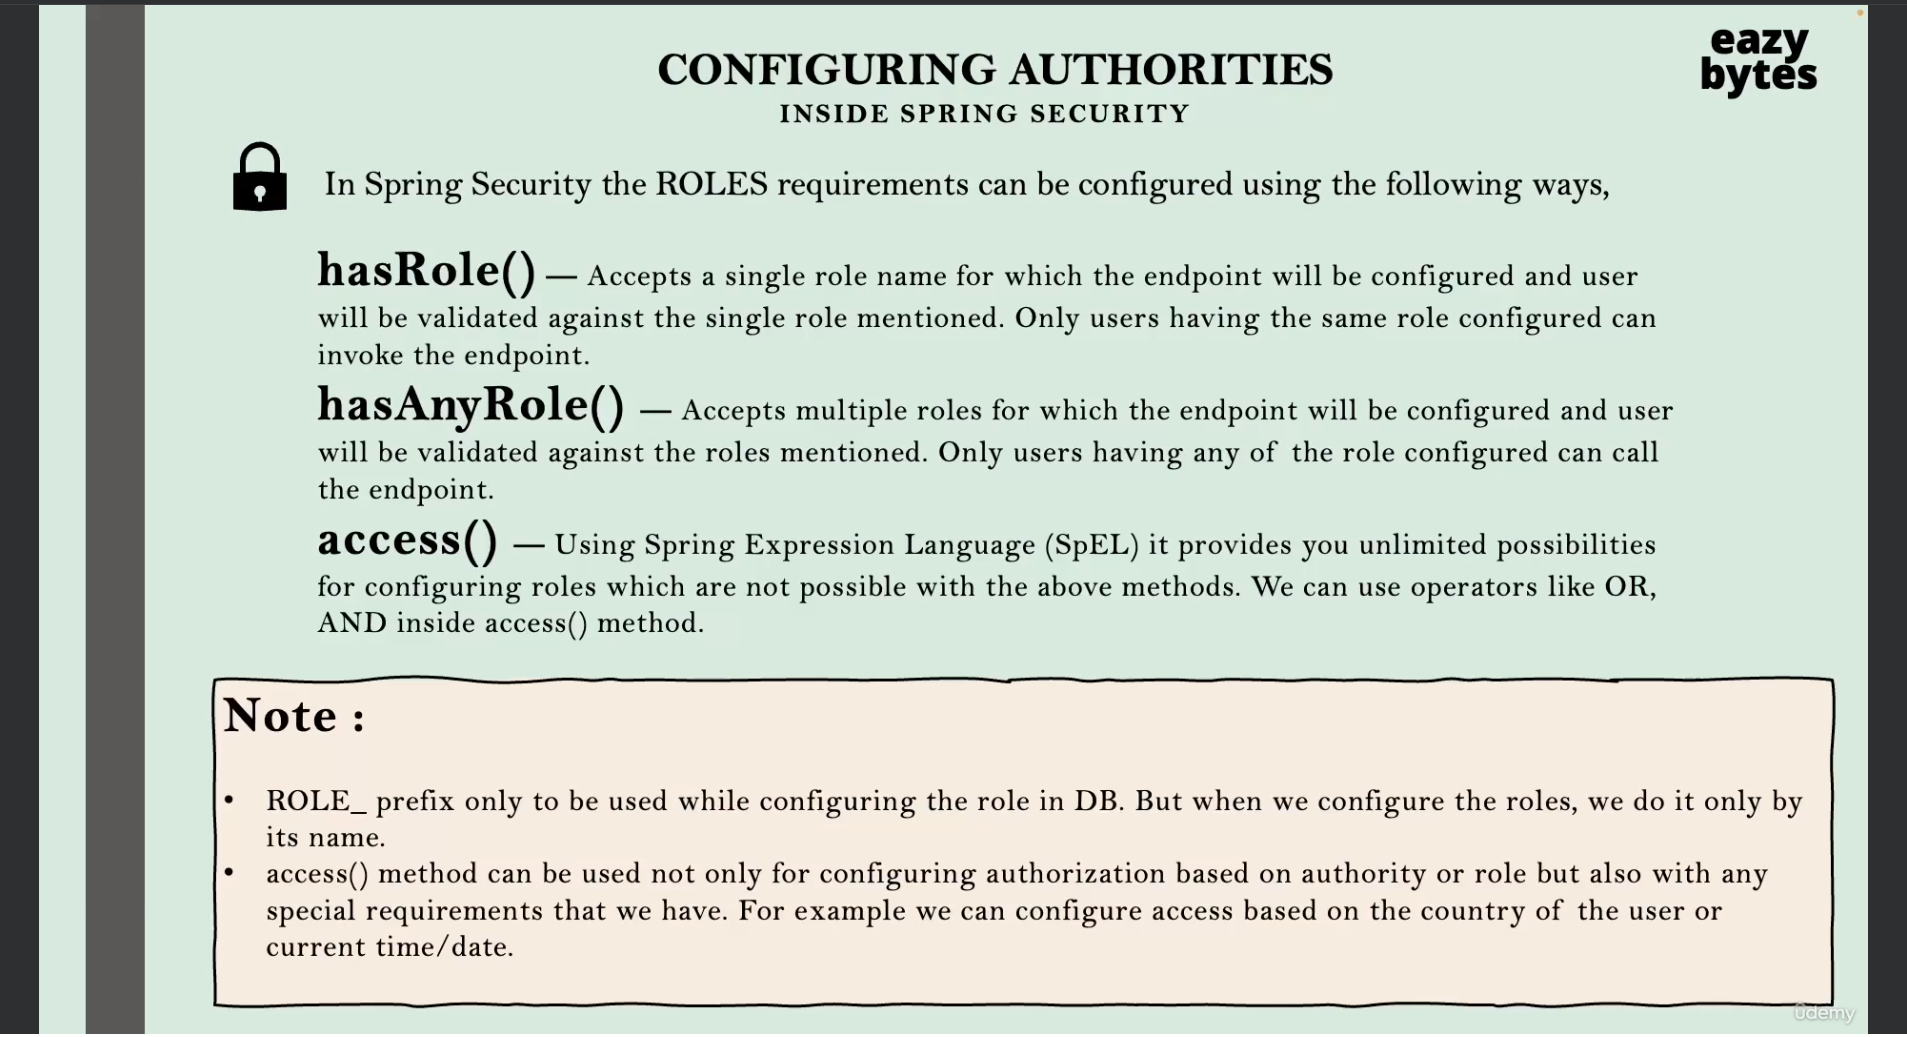 eazy
bytes
CONFIGURING AUTHORITIES
INSIDE SPRING SECURITY
In Spring Security the ROLES requirements can be configured using the following ways,
hasRole() — Accepts a single role name for which the endpoint will be configured and user
will be validated against the single role mentioned. Only users having the same role configured can
invoke the endpoint.
hasAnyRole() — Accepts multiple roles for which the endpoint will be configured and user
will be validated against the roles mentioned. Only users having any of the role configured can call
the endpoint.
access() — Using Spring Expression Language (SpEL) it provides you unlimited possibilities
for configuring roles which are not possible with the above methods. We can use operators like OR,
AND inside access() method.
Note :
• ROLE_ prefix only to be used while configuring the role in DB. But when we configure the roles, we do it only by
its name.
• access() method can be used not only for configuring authorization based on authority or role but also with any
special requirements that we have. For example we can configure access based on the country of the user or
current time/date.
ûdemy